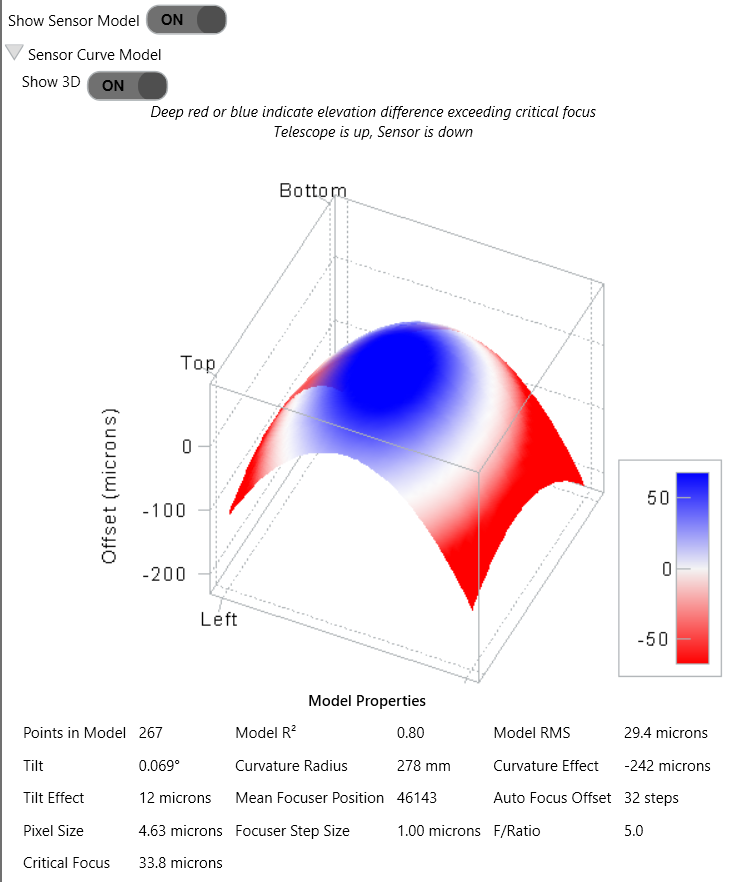 Show Sensor Model ON
Sensor Curve Model
Show 3D ON
Deep red or blue indicate elevation difference exceeding critical focus
Telescope is up, Sensor is down
Bottom
Top
Offset (microns)
0
-100
-200
Left
50
0
-50
Model Properties
Points in Model 267 Model R² 0.80 Model RMS 29.4 microns
Tilt 0.069° Curvature Radius 278 mm Curvature Effect -242 microns
Tilt Effect 12 microns Mean Focuser Position 46143 Auto Focus Offset 32 steps
Pixel Size 4.63 microns Focuser Step Size 1.00 microns F/Ratio 5.0
Critical Focus 33.8 microns